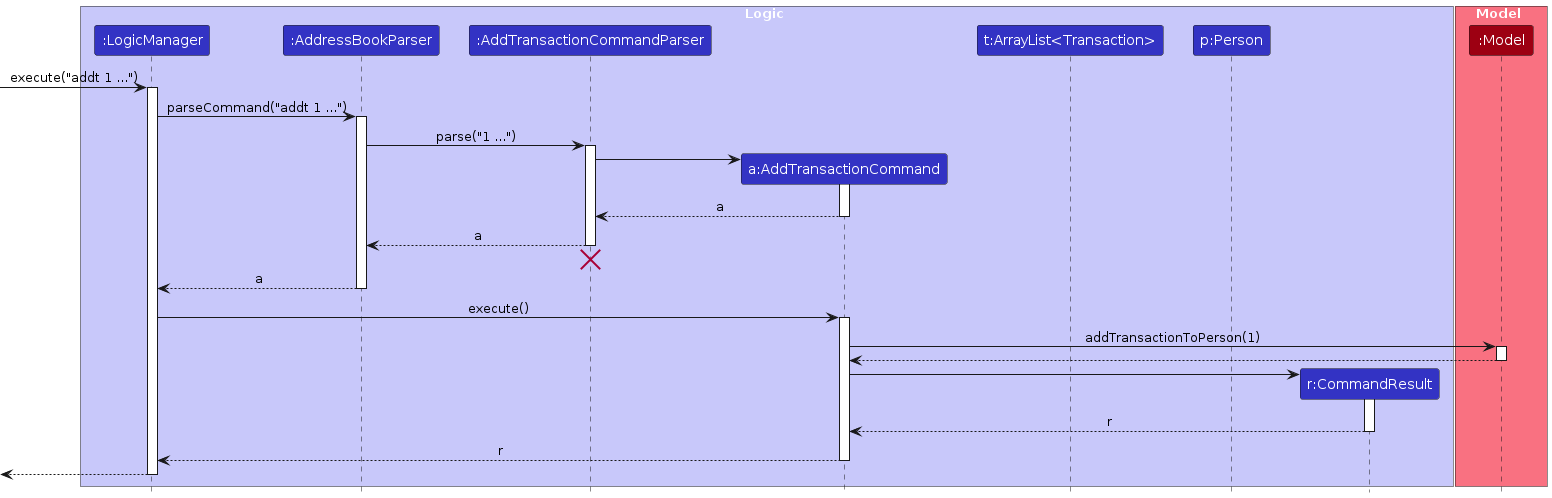 Logic
Model
:LogicManager
:AddressBookParser
:AddTransactionCommandParser
t:ArrayList<Transaction>
p:Person
:Model
execute("addt 1 ...")
parseCommand("addt 1 ...")
parse("1 ...")
a:AddTransactionCommand
a
a
a
execute()
addTransactionToPerson(1)
r:CommandResult
r
r